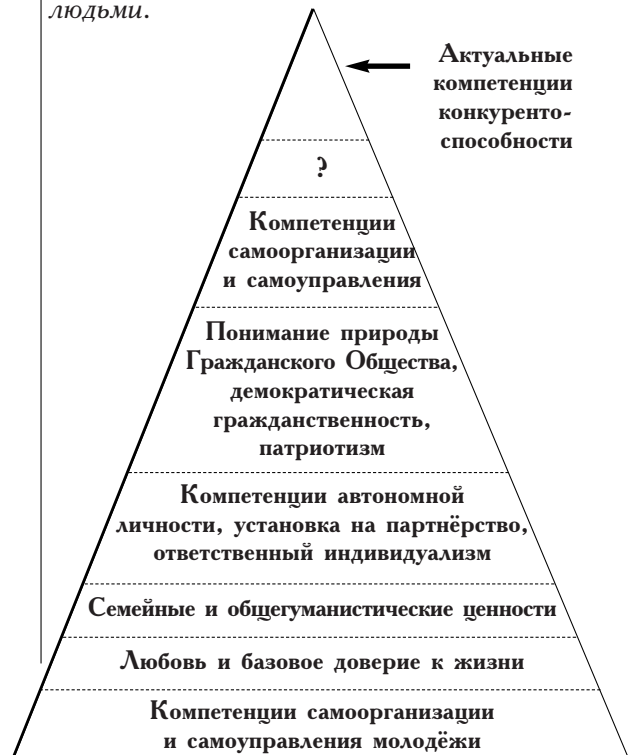 людьми.
Актуальные
компетенции
конкуренто-
способности
?
Компетенции
самоорганизации
и самоуправления
Понимание природы
Гражданского Общества,
демократическая
гражданственность,
патриотизм
Компетенции автономной
личности, установка на партнёрство,
ответственный индивидуализм
Семейные и общегуманистические ценности
Любовь и базовое доверие к жизни
Компетенции самоорганизации
и самоуправления молодёжи